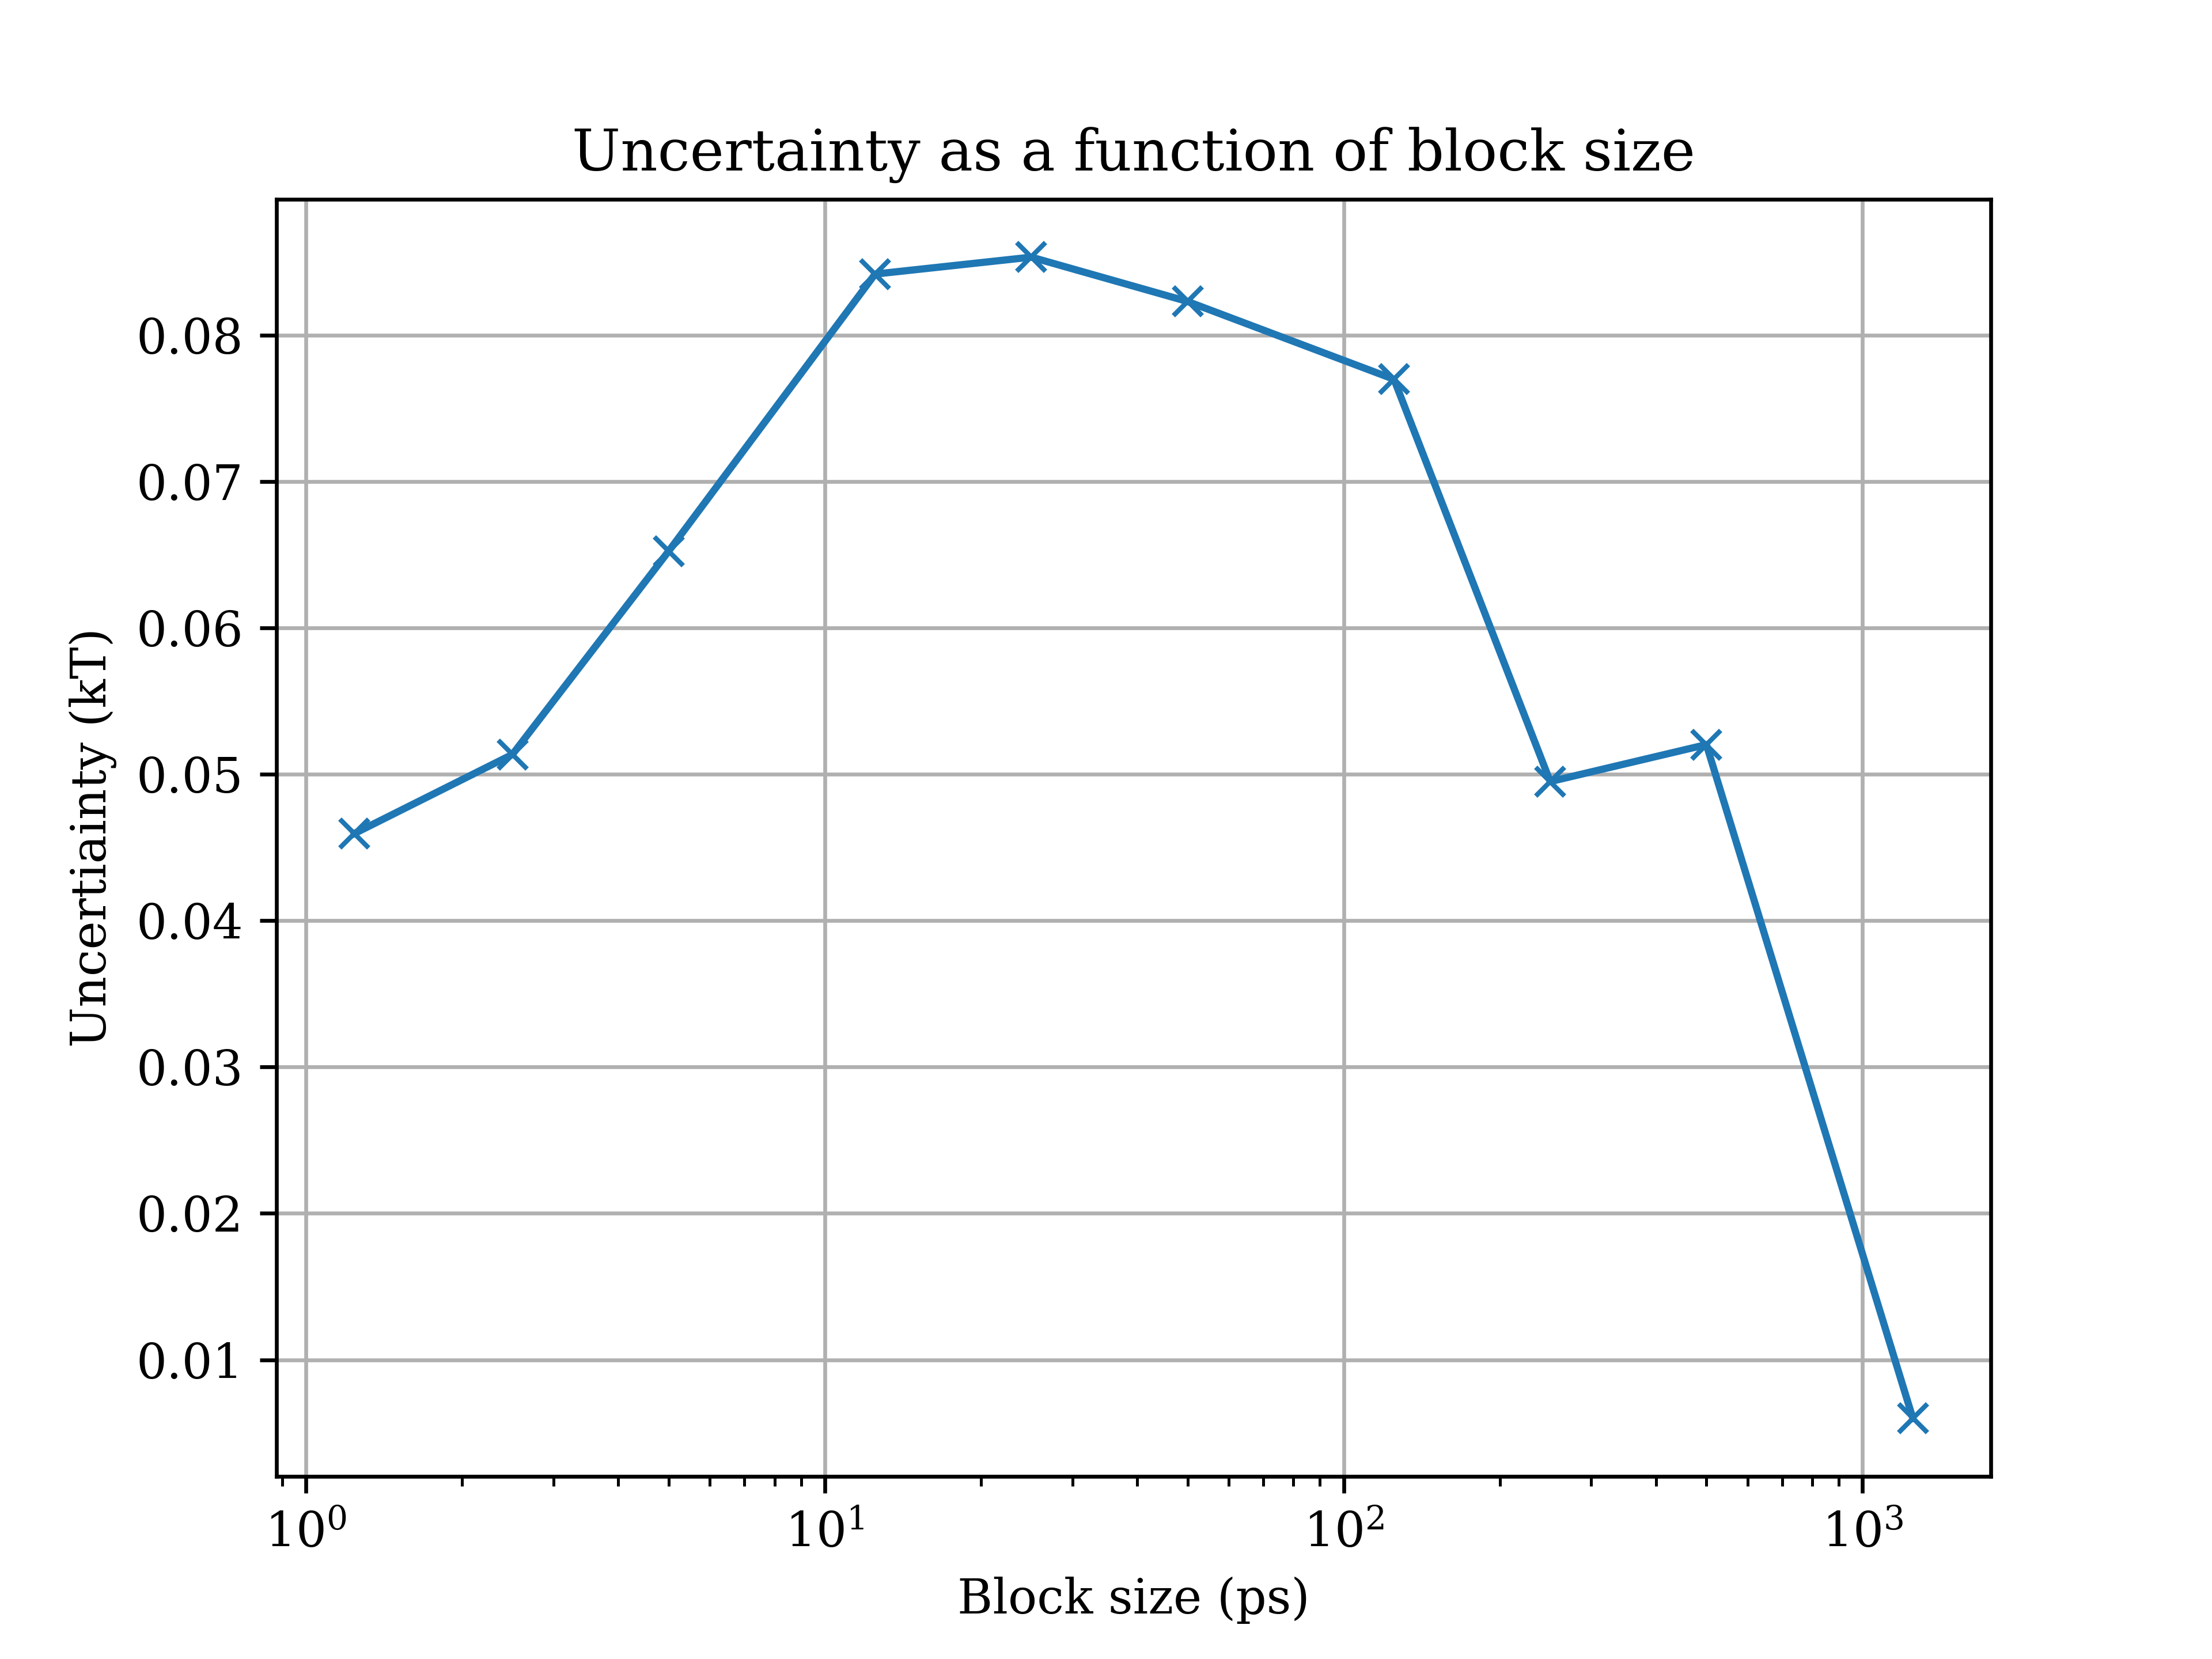 Uncertainty as a function of block size
Uncertiainty (kT)
0.08
0.07
0.06
0.05
0.04
0.03
0.02
0.01
10⁰ 10¹ 10² 10³
Block size (ps)